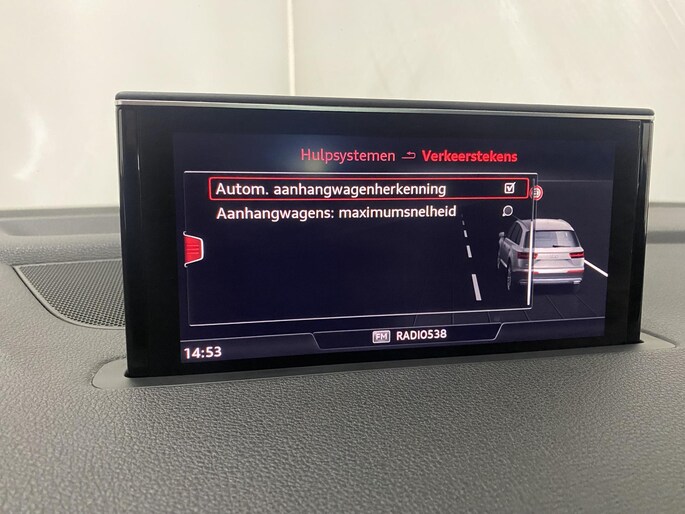 Hulpsystemen Verkeerstekens
Autom. aanhangwagenherkenning
Aanhangwagens: maximumsnelheid
FM RADIO538
14:53